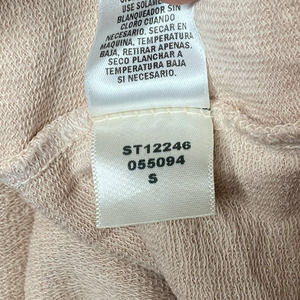 USE SOLAME
BLANQUEADOR SIN
CLORO CUANDO
NECESARIO. SECAR EN
MAQUINA, TEMPERATURA
BAJA, RETIRAR APENAS.
SECO PLANCHAR A
TEMPERATURA BAJA
SI NECESARIO.
ST12246
055094
S